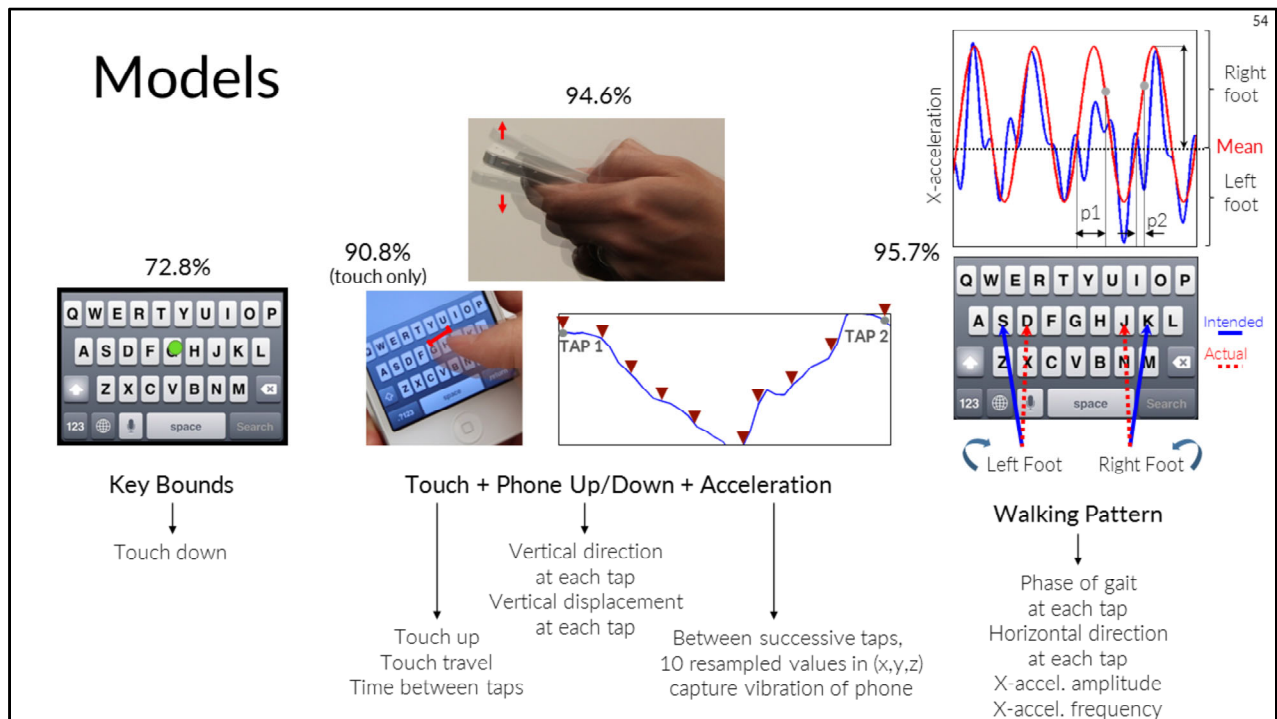 54
Models
94.6%
X-acceleration
Right
foot
Mean
Left
foot
p1
p2
72.8%
90.8%
(touch only)
95.7%
Q W E R T Y U I O P
A S D F H J K L
Z X C V B N M
123
space
Search
Q W E R T Y U I O P
A S D F
Z X C V B N M
.?123
space
TAP 1
TAP 2
Q W E R T Y U I O P
A S D F G H J K L
Z X C V B N M
123
space
Search
Intended
Actual
Left Foot
Right Foot
Key Bounds
Touch down
Touch + Phone Up/Down + Acceleration
Vertical direction
at each tap
Vertical displacement
at each tap
Touch up
Touch travel
Time between taps
Between successive taps,
10 resampled values in (x,y,z)
capture vibration of phone
Walking Pattern
Phase of gait
at each tap
Horizontal direction
at each tap
X-accel. amplitude
X-accel. frequency